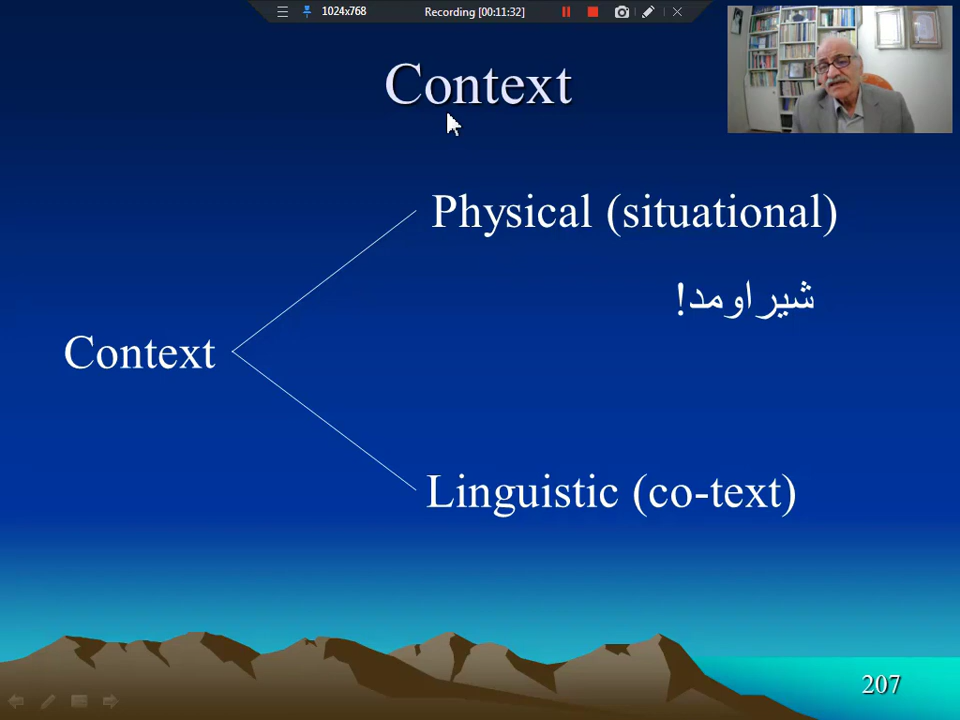 1024x768 Recording [00:11:32]
Context
Physical (situational)
شیر اومد!
Context
Linguistic (co-text)
207